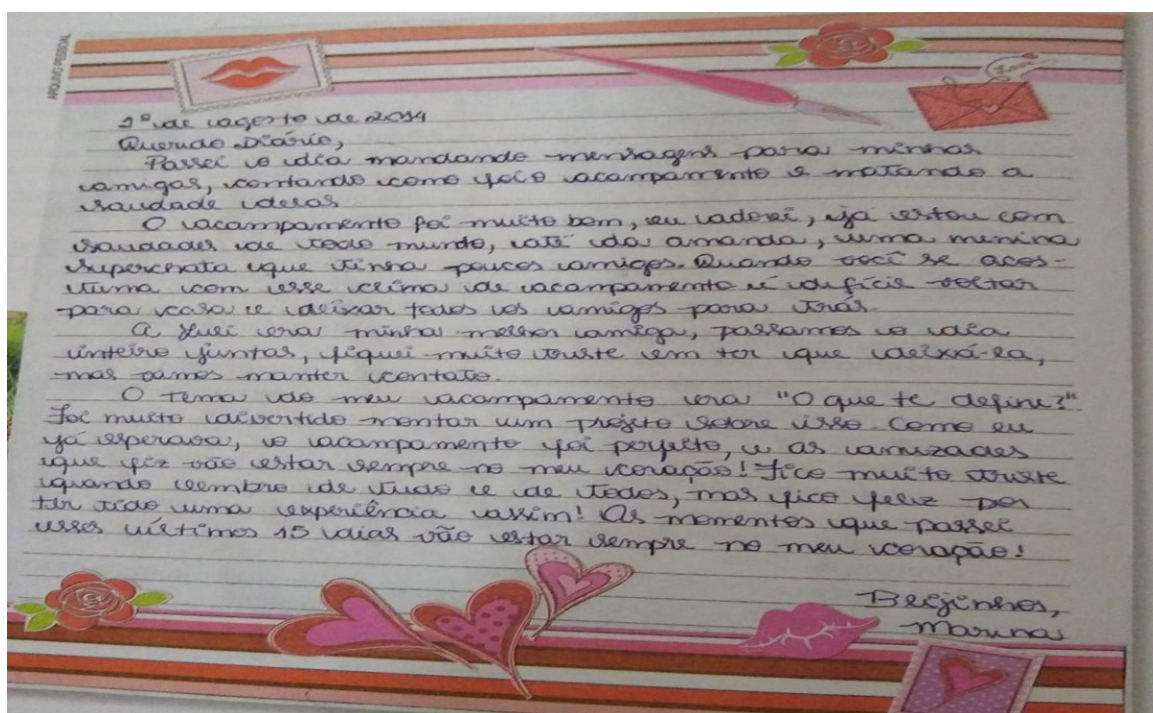 ARQUIVO PESSOAL
1º de agosto de 2014
Querido Diário,
Passei o dia mandando mensagens para minhas
amigas, contando como foi o acampamento e matando a
saudade delas.
O acampamento foi muito bom, eu adorei, já estou com
saudades de todo mundo, até da amanda, uma menina
superchata que tinha poucos amigos. Quando você se acos-
tuma com esse clima de acampamento é difícil voltar
para casa e deixar todos os amigos para trás.
A Susi era minha melhor amiga, passamos o dia
inteiro juntas, fiquei muito triste em ter que deixá-la,
mas vamos manter contato.
O tema do meu acampamento era "O que te define?".
Foi muito divertido montar um projeto sobre isso. Como eu
já esperava, o acampamento foi perfeito, e as amizades
que fiz vão estar sempre no meu coração! Fico muito triste
quando lembro de tudo e de todos, mas fico feliz por
ter tido uma experiência assim! Os momentos que passei
esses últimos 15 dias vão estar sempre no meu coração!
Beijinhos,
Marina
Love